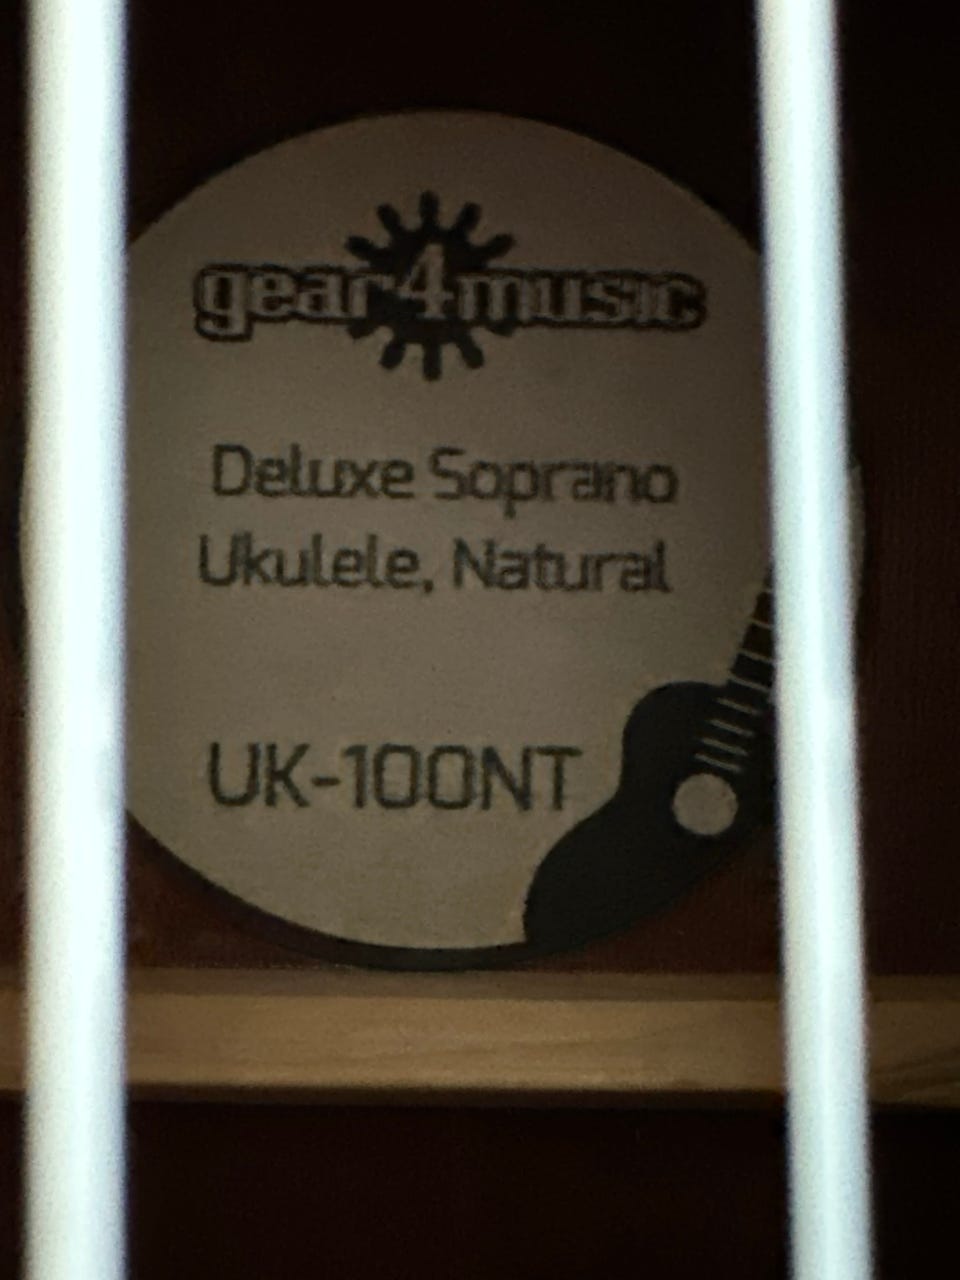 gear4music
Deluxe Soprano
Ukulele, Natural
UK-100NT